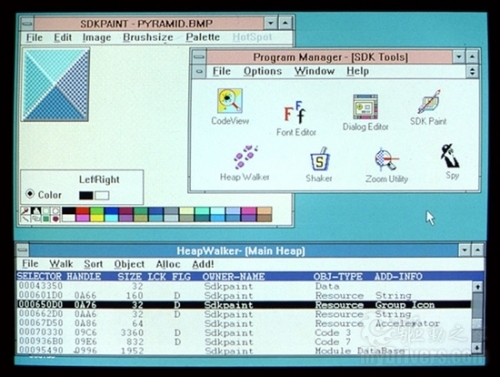 SDKPAINT - PYRAMID.BMP
File Edit Image Brushsize Palette HotSpot
LeftRight
Color
Program Manager - [SDK Tools]
File Options Window Help
CodeView
Font Editor
Dialog Editor
SDK Paint
Heap Walker
Shaker
Zoom Utility
Spy
HeapWalker- [Main Heap]
File Walk Sort Object Alloc Add!
SELECTOR HANDLE SIZE LCK FLG OWNER-NAME OBJ-TYPE ADD-INFO
00043350 32 Sdkpaint Data
000601D0 0A66 160 D Sdkpaint Resource String
000650D0 0A76 32 D Sdkpaint Resource Group Icon
000662D0 0AA6 32 D Sdkpaint Resource String
00067D50 0A86 64 Sdkpaint Resource Accelerator
00070330 09C6 3360 D Sdkpaint Code 3
000936B0 09E6 832 D Sdkpaint Code 7
00095490 0996 1952 Sdkpaint Module DataBase